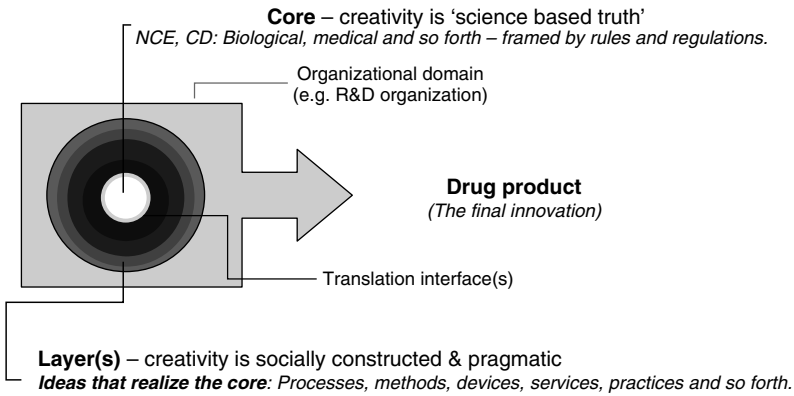 Core – creativity is ‘science based truth’
NCE, CD: Biological, medical and so forth – framed by rules and regulations.
Organizational domain
(e.g. R&D organization)
Drug product
(The final innovation)
Translation interface(s)
Layer(s) – creativity is socially constructed & pragmatic
Ideas that realize the core: Processes, methods, devices, services, practices and so forth.